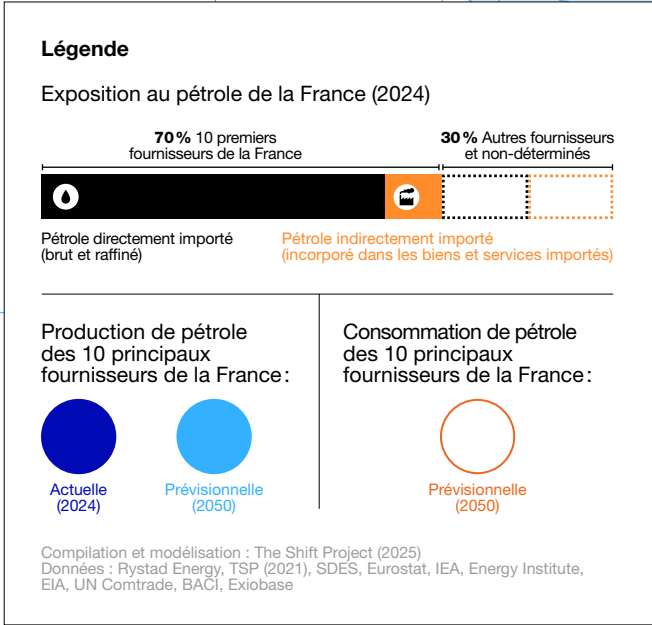 Légende
Exposition au pétrole de la France (2024)
70 % 10 premiers
fournisseurs de la France
30 % Autres fournisseurs
et non-déterminés
Pétrole directement importé
(brut et raffiné)
Pétrole indirectement importé
(incorporé dans les biens et services importés)
Production de pétrole
des 10 principaux
fournisseurs de la France :
Actuelle
(2024)
Prévisionnelle
(2050)
Consommation de pétrole
des 10 principaux
fournisseurs de la France :
Prévisionnelle
(2050)
Compilation et modélisation : The Shift Project (2025)
Données : Rystad Energy, TSP (2021), SDES, Eurostat, IEA, Energy Institute,
EIA, UN Comtrade, BACI, Exiobase